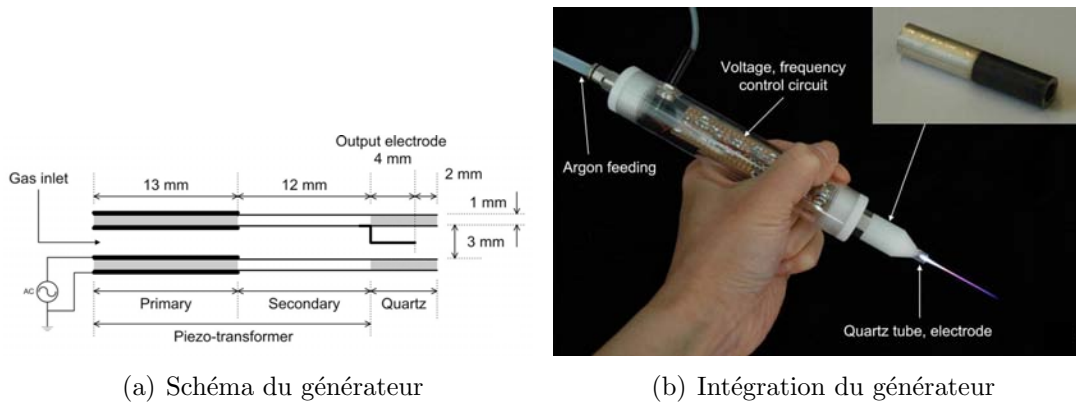 Output electrode
4 mm
Gas inlet
13 mm
12 mm
2 mm
1 mm
3 mm
AC
Primary
Secondary
Quartz
Piezo-transformer
(a) Schéma du générateur
Voltage, frequency
control circuit
Argon feeding
Quartz tube, electrode
(b) Intégration du générateur